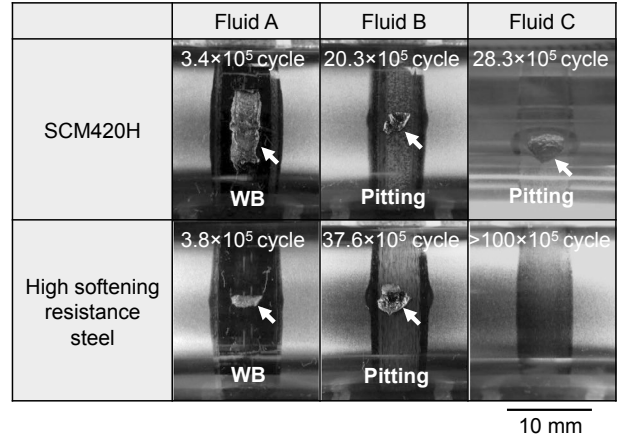 Fluid A Fluid B Fluid C
SCM420H
3.4×10⁵ cycle 20.3×10⁵ cycle 28.3×10⁵ cycle
WB Pitting Pitting
High softening
resistance
steel
3.8×10⁵ cycle 37.6×10⁵ cycle >100×10⁵ cycle
WB Pitting
10 mm